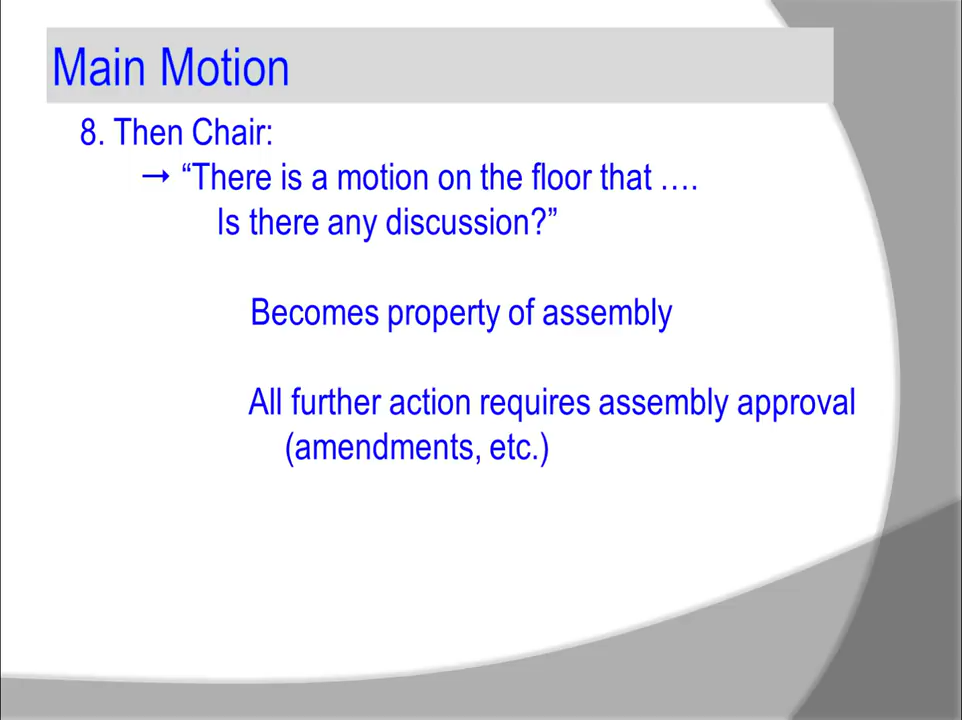 Main Motion
8. Then Chair:
→ “There is a motion on the floor that ….
Is there any discussion?”
Becomes property of assembly
All further action requires assembly approval
(amendments, etc.)